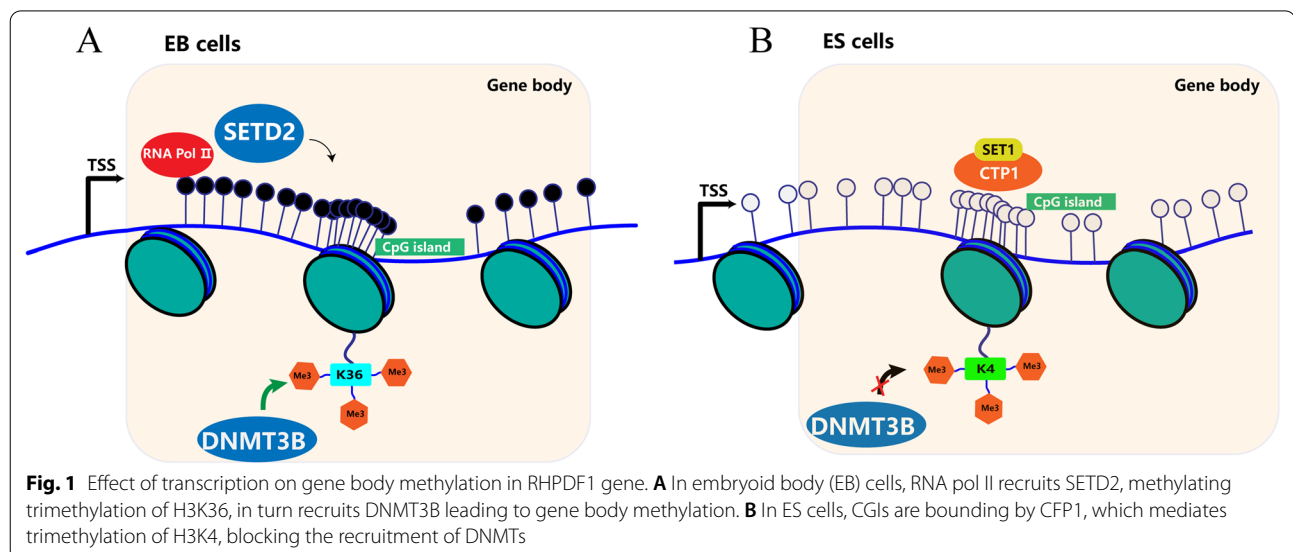 A
EB cells
Gene body
SETD2
RNA Pol II
TSS
CpG island
Me3
K36
Me3
Me3
DNMT3B
B
ES cells
Gene body
SET1
CTP1
TSS
CpG island
Me3
K4
Me3
Me3
DNMT3B
Fig. 1 Effect of transcription on gene body methylation in RHPDF1 gene. A In embryoid body (EB) cells, RNA pol II recruits SETD2, methylating
trimethylation of H3K36, in turn recruits DNMT3B leading to gene body methylation. B In ES cells, CGIs are bounding by CFP1, which mediates
trimethylation of H3K4, blocking the recruitment of DNMTs